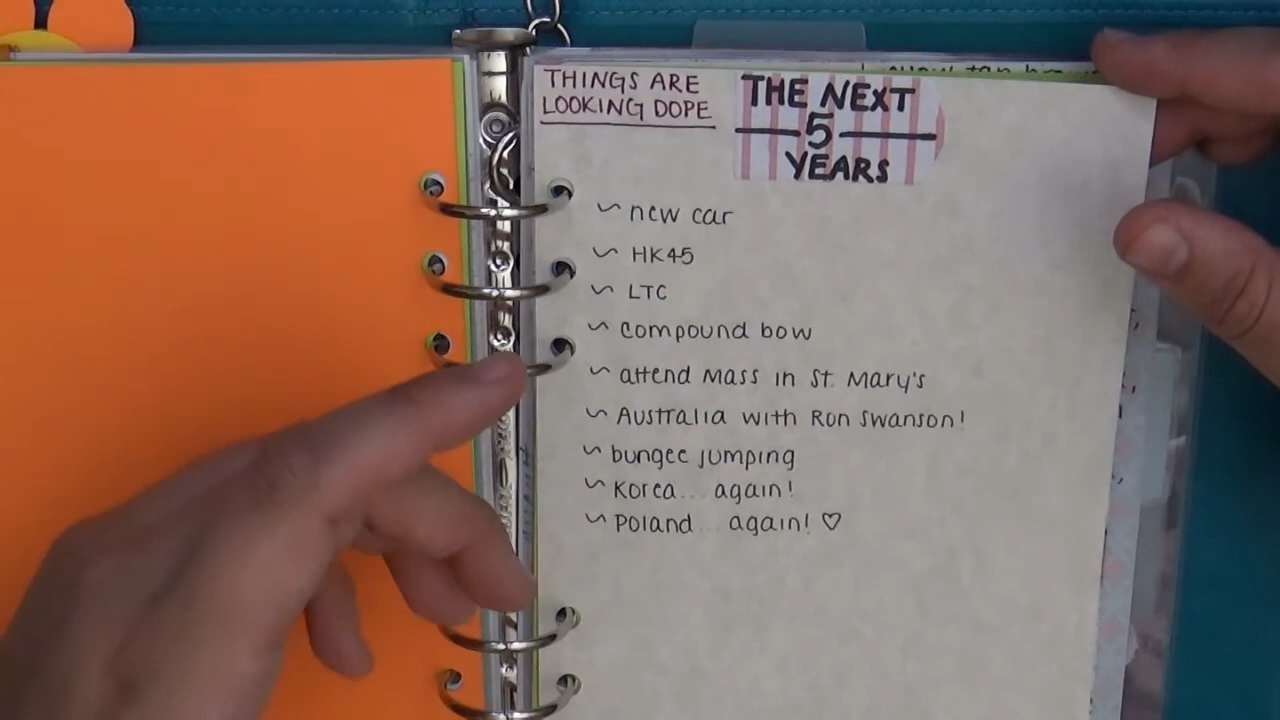 THINGS ARE
LOOKING DOPE
THE NEXT
5
YEARS
~ new car
~ HK45
~ LTC
~ compound bow
~ attend Mass in St. Mary's
~ Australia with Ron Swanson!
~ bungee jumping
~ Korea... again!
~ Poland... again! ♡